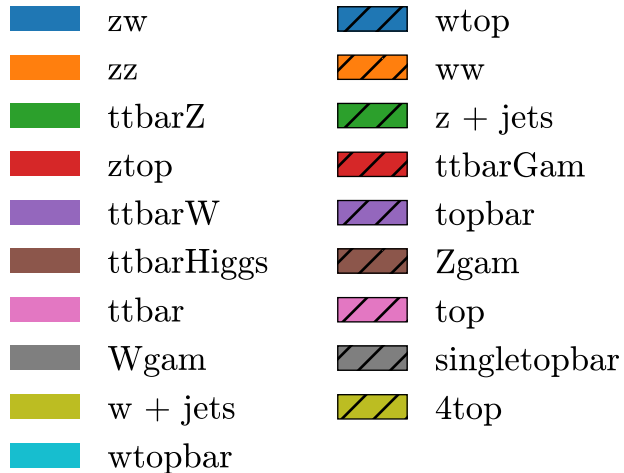 zw
zz
ttbarZ
ztop
ttbarW
ttbarHiggs
ttbar
Wgam
w + jets
wtopbar
wtop
ww
z + jets
ttbarGam
topbar
Zgam
top
singletopbar
4top